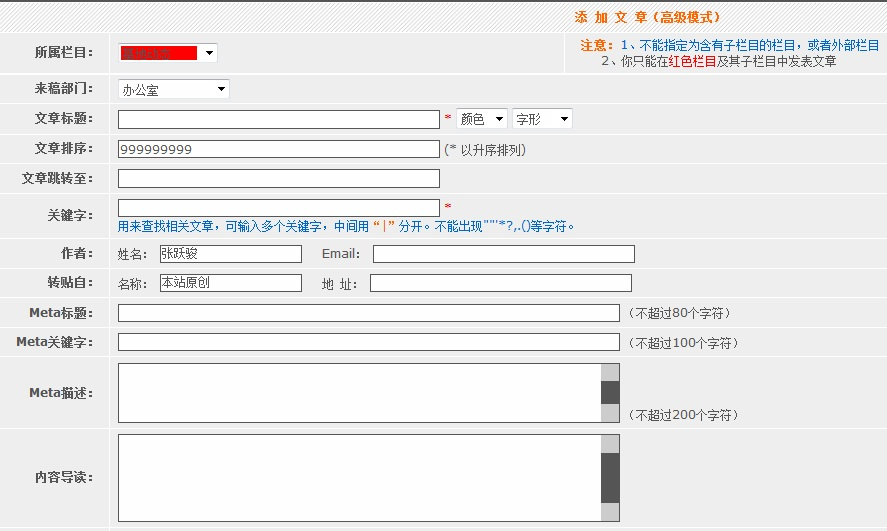 添 加 文 章（高级模式）
所属栏目：
注意：1、不能指定为含有子栏目的栏目，或者外部栏目
2、你只能在红色栏目及其子栏目中发表文章
来稿部门： 办公室
文章标题： * 颜色 字形
文章排序： 999999999 (* 以升序排列)
文章跳转至：
关键字： *
用来查找相关文章，可输入多个关键字，中间用“|”分开。不能出现"''*?,.()等字符。
作者： 姓名： 张跃骏 Email：
转贴自： 名称： 本站原创 地 址：
Meta标题： （不超过80个字符）
Meta关键字： （不超过100个字符）
Meta描述： （不超过200个字符）
内容导读：